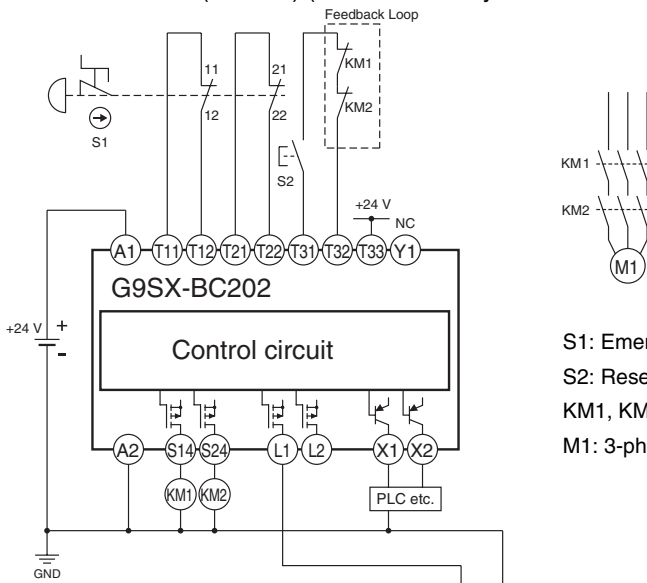 Feedback Loop
11
21
KM1
KM2
12
22
S1
S2
+24 V
NC
A1 T11 T12 T21 T22 T31 T32 T33 Y1
G9SX-BC202
+24 V
+
-
Control circuit
A2 S14 S24 L1 L2 X1 X2
KM1 KM2
PLC etc.
GND
KM1
KM2
M1
S1: Emer
S2: Rese
KM1, KM
M1: 3-ph